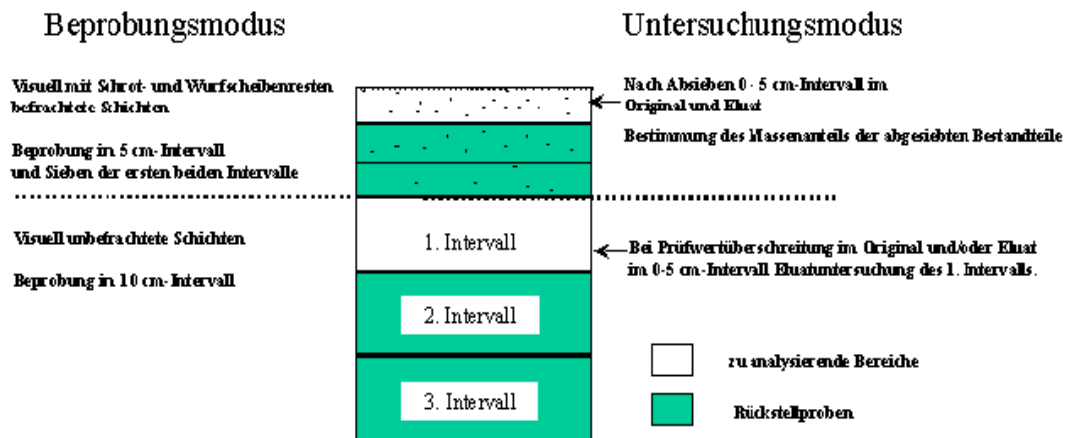 Beprobungsmodus
Untersuchungsmodus
Visuell mit Schrot- und Wurfscheibenresten
befrachtete Schichten
Beprobung in 5 cm-Intervall
und Sieben der ersten beiden Intervalle
Nach Absieben 0 - 5 cm-Intervall im
Original und Eluat
Bestimmung des Massenanteils der abgesiebten Bestandteile
Visuell unbefrachtete Schichten
Beprobung in 10 cm-Intervall
1. Intervall
2. Intervall
3. Intervall
Bei Prüfwertüberschreitung im Original und/oder Eluat
im 0-5 cm-Intervall Eluatuntersuchung des 1. Intervalls.
zu analysierende Bereiche
Rückstellproben